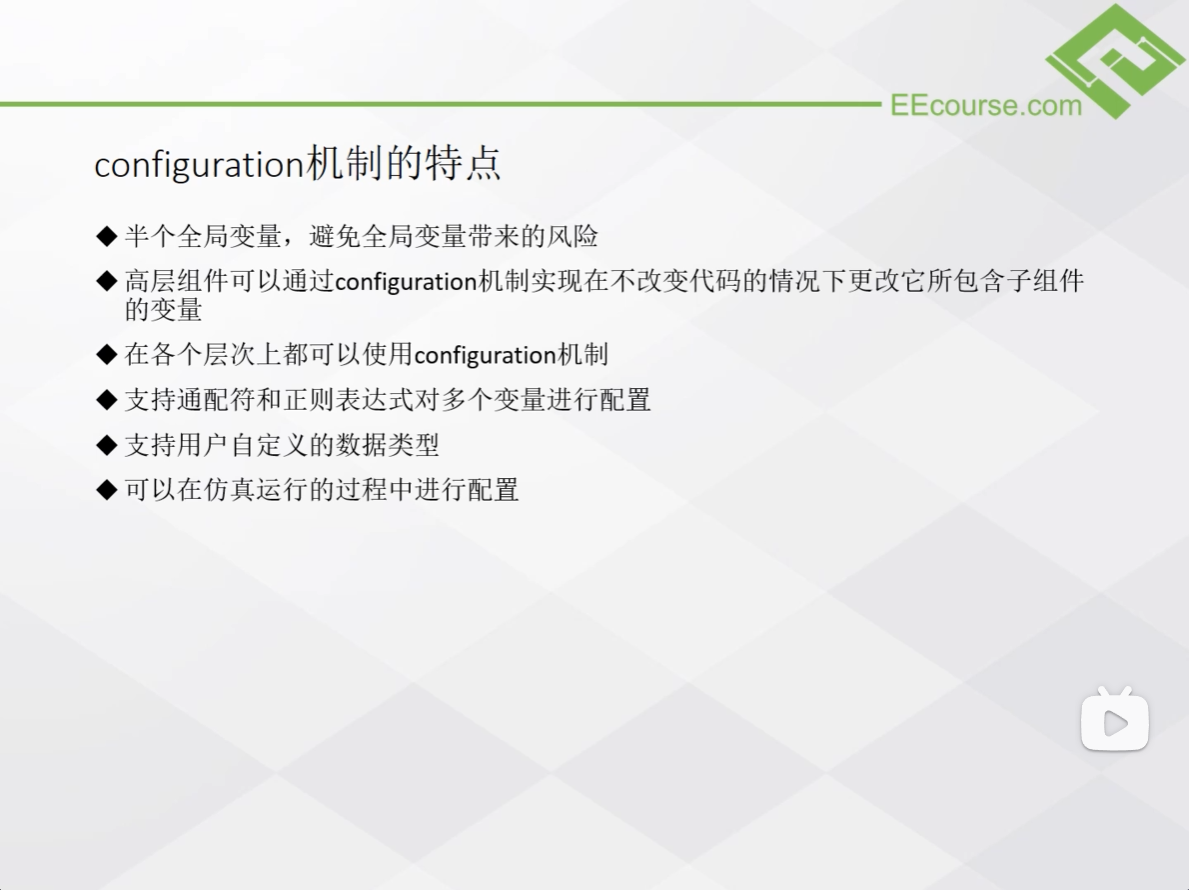 EEcourse.com
configuration机制的特点
◆ 半个全局变量，避免全局变量带来的风险
◆ 高层组件可以通过configuration机制实现在不改变代码的情况下更改它所包含子组件
的变量
◆ 在各个层次上都可以使用configuration机制
◆ 支持通配符和正则表达式对多个变量进行配置
◆ 支持用户自定义的数据类型
◆ 可以在仿真运行的过程中进行配置